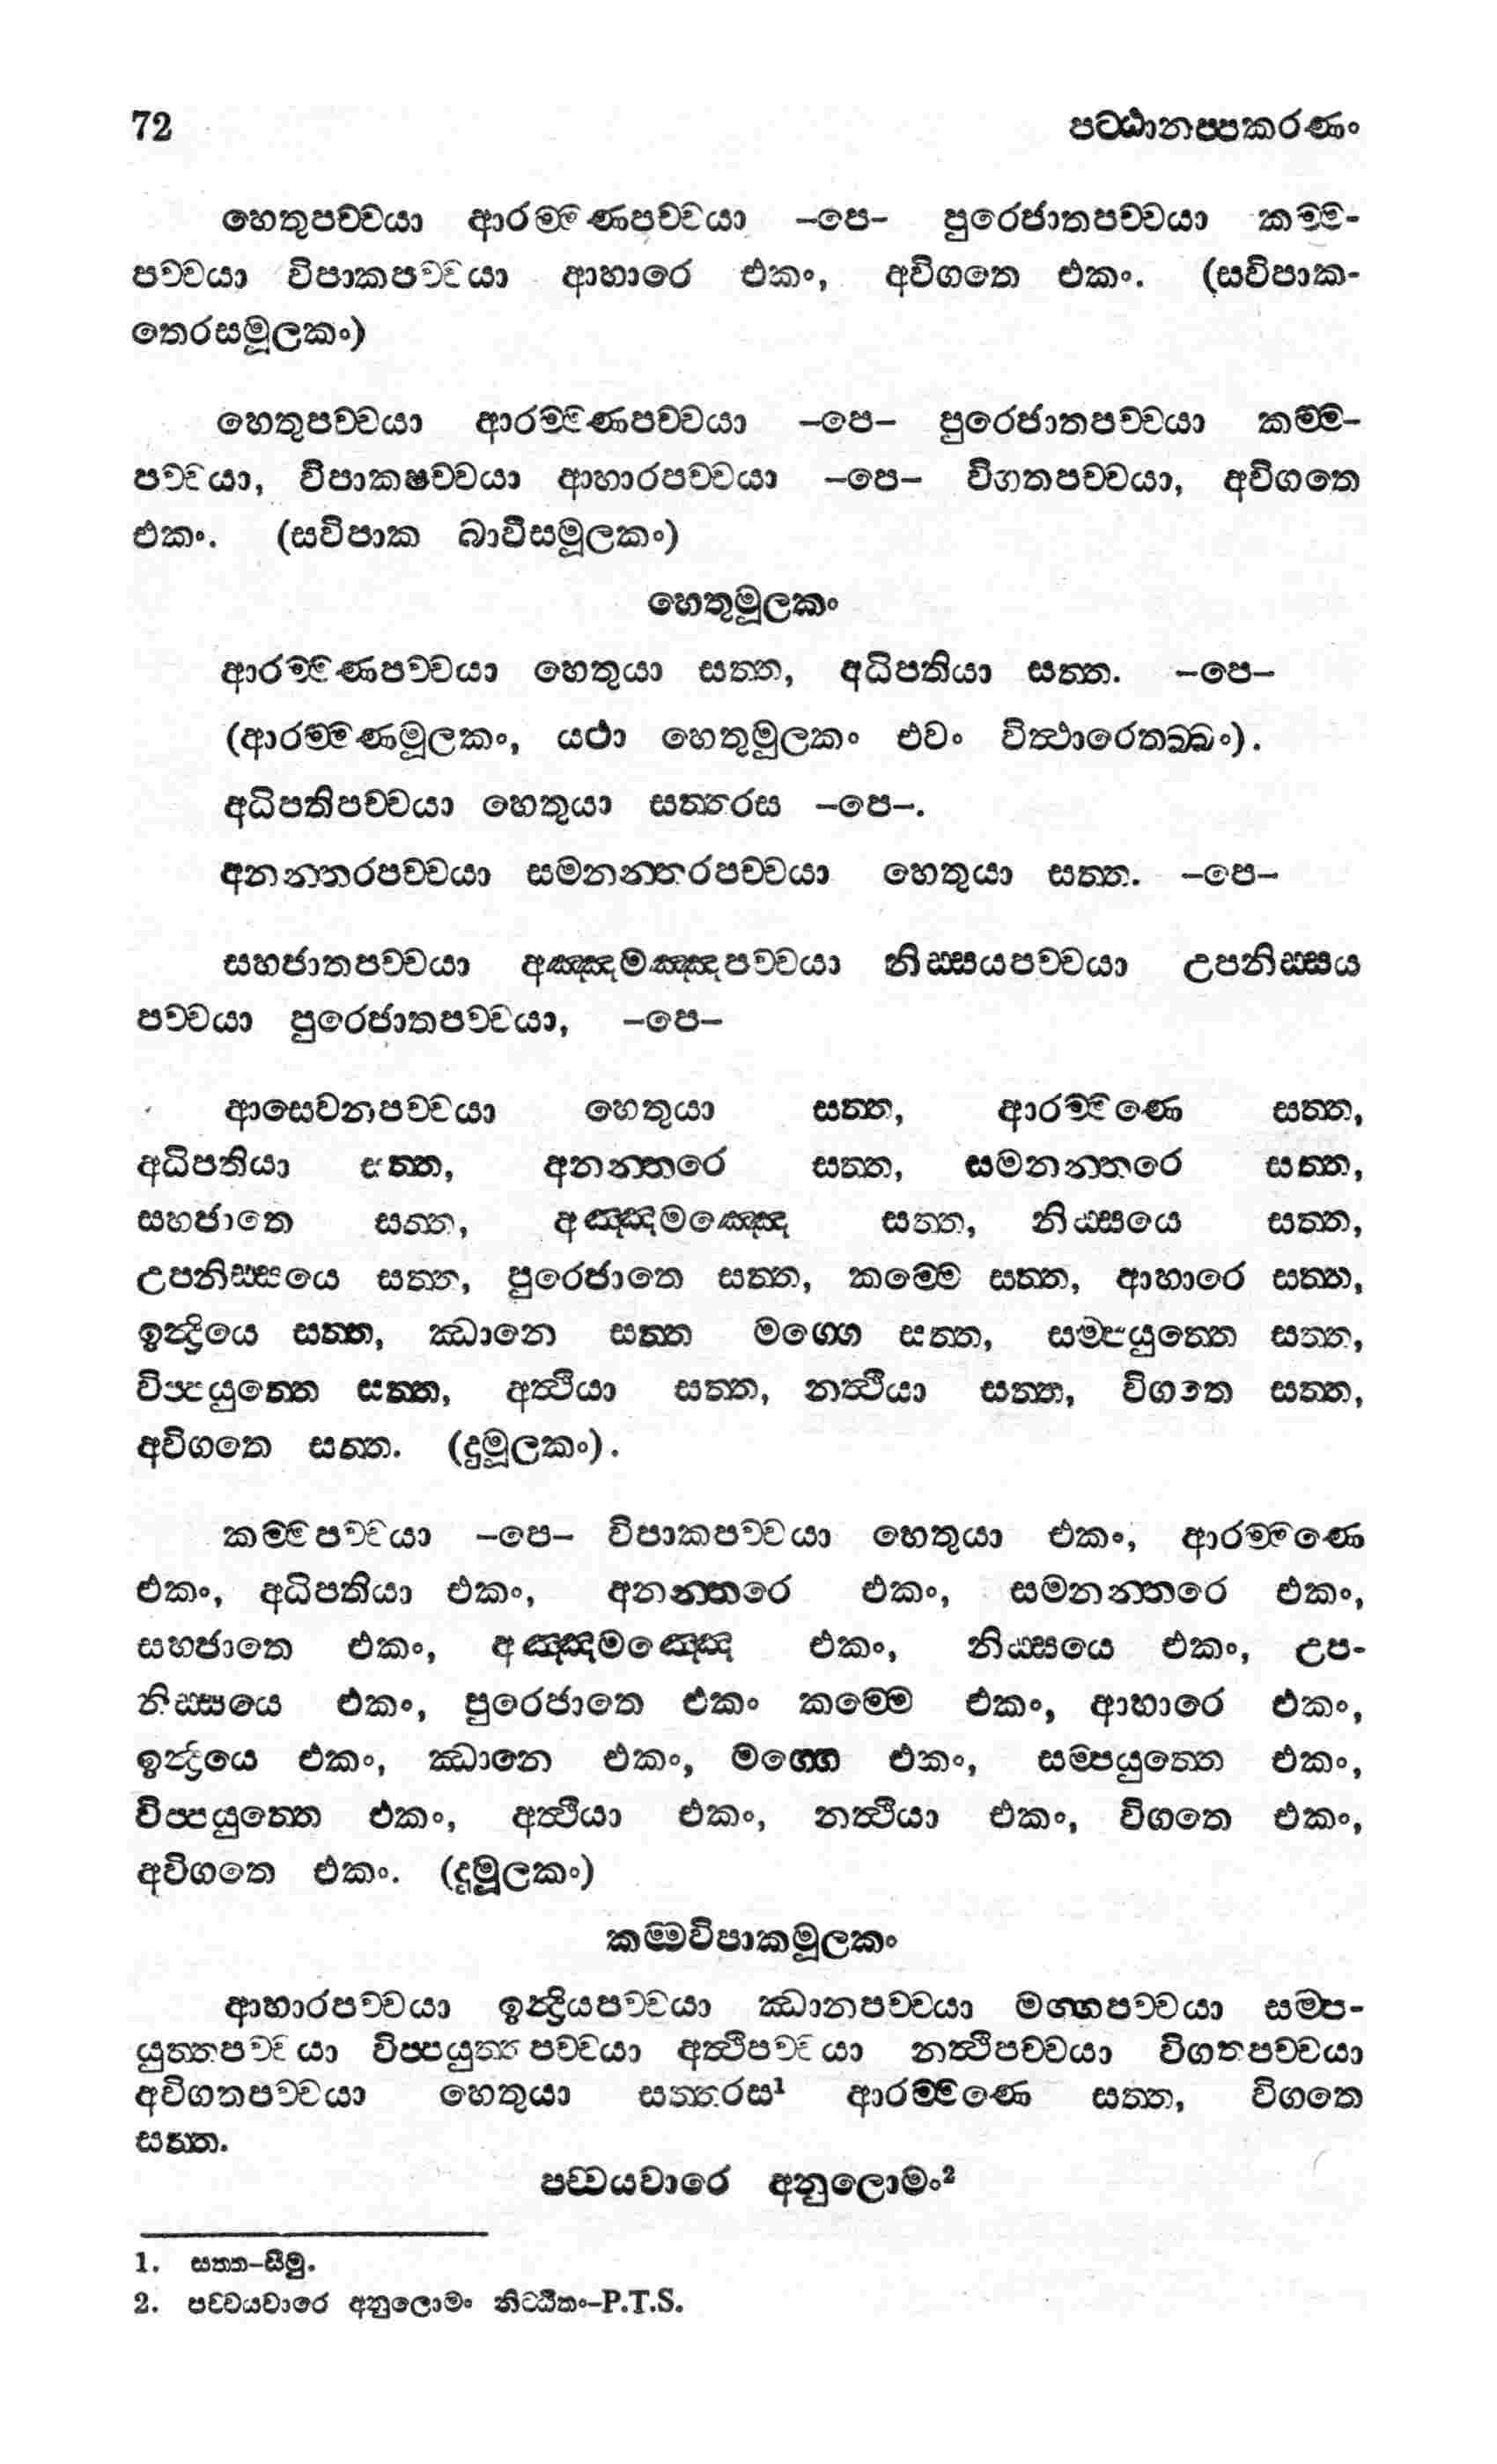 72 පට්ඨානප්පකරණං
හෙතුපච්චයා ආරම්මණපච්චයා –පෙ– පුරෙජාතපච්චයා කම්ම-
පච්චයා විපාකපච්චයා ආහාරෙ එකං, අවිගතෙ එකං. (සවිපාක-
තෙරසමූලකං)
හෙතුපච්චයා ආරම්මණපච්චයා –පෙ– පුරෙජාතපච්චයා කම්ම-
පච්චයා, විපාකෂච්චයා ආහාරපච්චයා –පෙ– විගතපච්චයා, අවිගතෙ
එකං. (සවිපාක බාවීසමූලකං)
හෙතුමූලකං
ආරම්මණපච්චයා හෙතුයා සත්ත, අධිපතියා සත්ත. –පෙ–
(ආරම්මණමූලකං, යථා හෙතුමූලකං එවං විත්ථාරෙතබ්බං).
අධිපතිපච්චයා හෙතුයා සත්තරස –පෙ–.
අනන්තරපච්චයා සමනන්තරපච්චයා හෙතුයා සත්ත. –පෙ–
සහජාතපච්චයා අඤ්ඤමඤ්ඤපච්චයා නිස්සයපච්චයා උපනිස්සය
පච්චයා පුරෙජාතපච්චයා, –පෙ–
ආසෙවනපච්චයා හෙතුයා සත්ත, ආරම්මණෙ සත්ත,
අධිපතියා සත්ත, අනන්තරෙ සත්ත, සමනන්තරෙ සත්ත,
සහජාතෙ සත්ත, අඤ්ඤමඤ්ඤෙ සත්ත, නිස්සයෙ සත්ත,
උපනිස්සයෙ සත්ත, පුරෙජාතෙ සත්ත, කම්මෙ සත්ත, ආහාරෙ සත්ත,
ඉන්ද්‍රියෙ සත්ත, ඣානෙ සත්ත මග්ගෙ සත්ත, සම්පයුත්තෙ සත්ත,
විප්පයුත්තෙ සත්ත, අත්ථියා සත්ත, නත්ථියා සත්ත, විගතෙ සත්ත,
අවිගතෙ සත්ත. (දුමූලකං).
කම්මපච්චයා –පෙ– විපාකපච්චයා හෙතුයා එකං, ආරම්මණෙ
එකං, අධිපතියා එකං, අනන්තරෙ එකං, සමනන්තරෙ එකං,
සහජාතෙ එකං, අඤ්ඤමඤ්ඤෙ එකං, නිස්සයෙ එකං, උප-
නිස්සයෙ එකං, පුරෙජාතෙ එකං කම්මෙ එකං, ආහාරෙ එකං,
ඉන්ද්‍රියෙ එකං, ඣානෙ එකං, මග්ගෙ එකං, සම්පයුත්තෙ එකං,
විප්පයුත්තෙ එකං, අත්ථියා එකං, නත්ථියා එකං, විගතෙ එකං,
අවිගතෙ එකං. (දුමූලකං)
කම්මවිපාකමූලකං
ආහාරපච්චයා ඉන්ද්‍රියපච්චයා ඣානපච්චයා මග්ගපච්චයා සම්ප-
යුත්තපච්චයා විප්පයුත්තපච්චයා අත්ථිපච්චයා නත්ථිපච්චයා විගතපච්චයා
අවිගතපච්චයා හෙතුයා සත්තරස¹ ආරම්මණෙ සත්ත, විගතෙ
සත්ත.
පච්චයවාරෙ අනුලොමං²
1. සත්ත–සීමු.
2. පච්චයවාරෙ අනුලොමං නිට්ඨිතං–P.T.S.